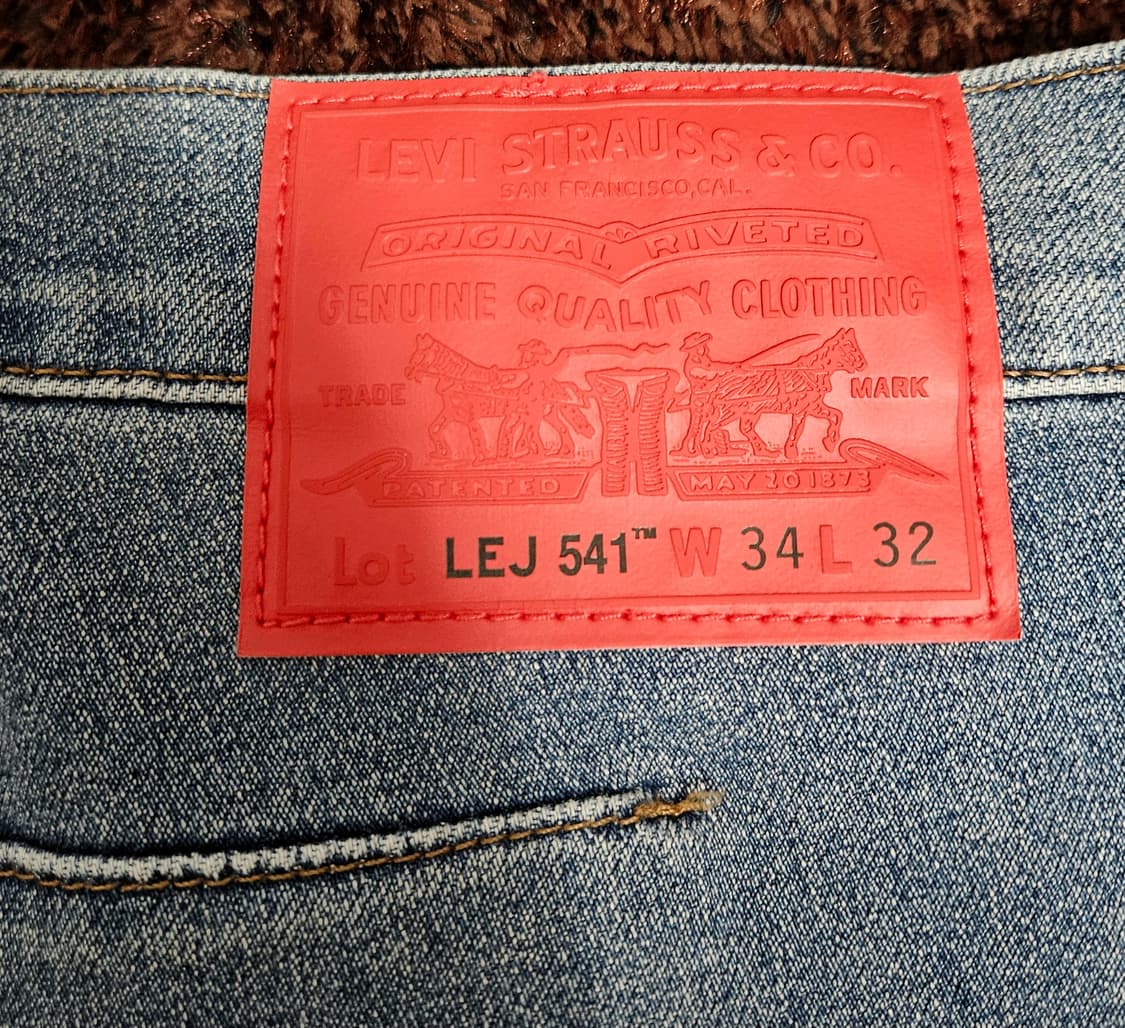 LEVI STRAUSS & CO.
SAN FRANCISCO, CAL.
ORIGINAL RIVETED
GENUINE QUALITY CLOTHING
TRADE MARK
PATENTED MAY 20 1873
Lot LEJ 541™ W 34 L 32